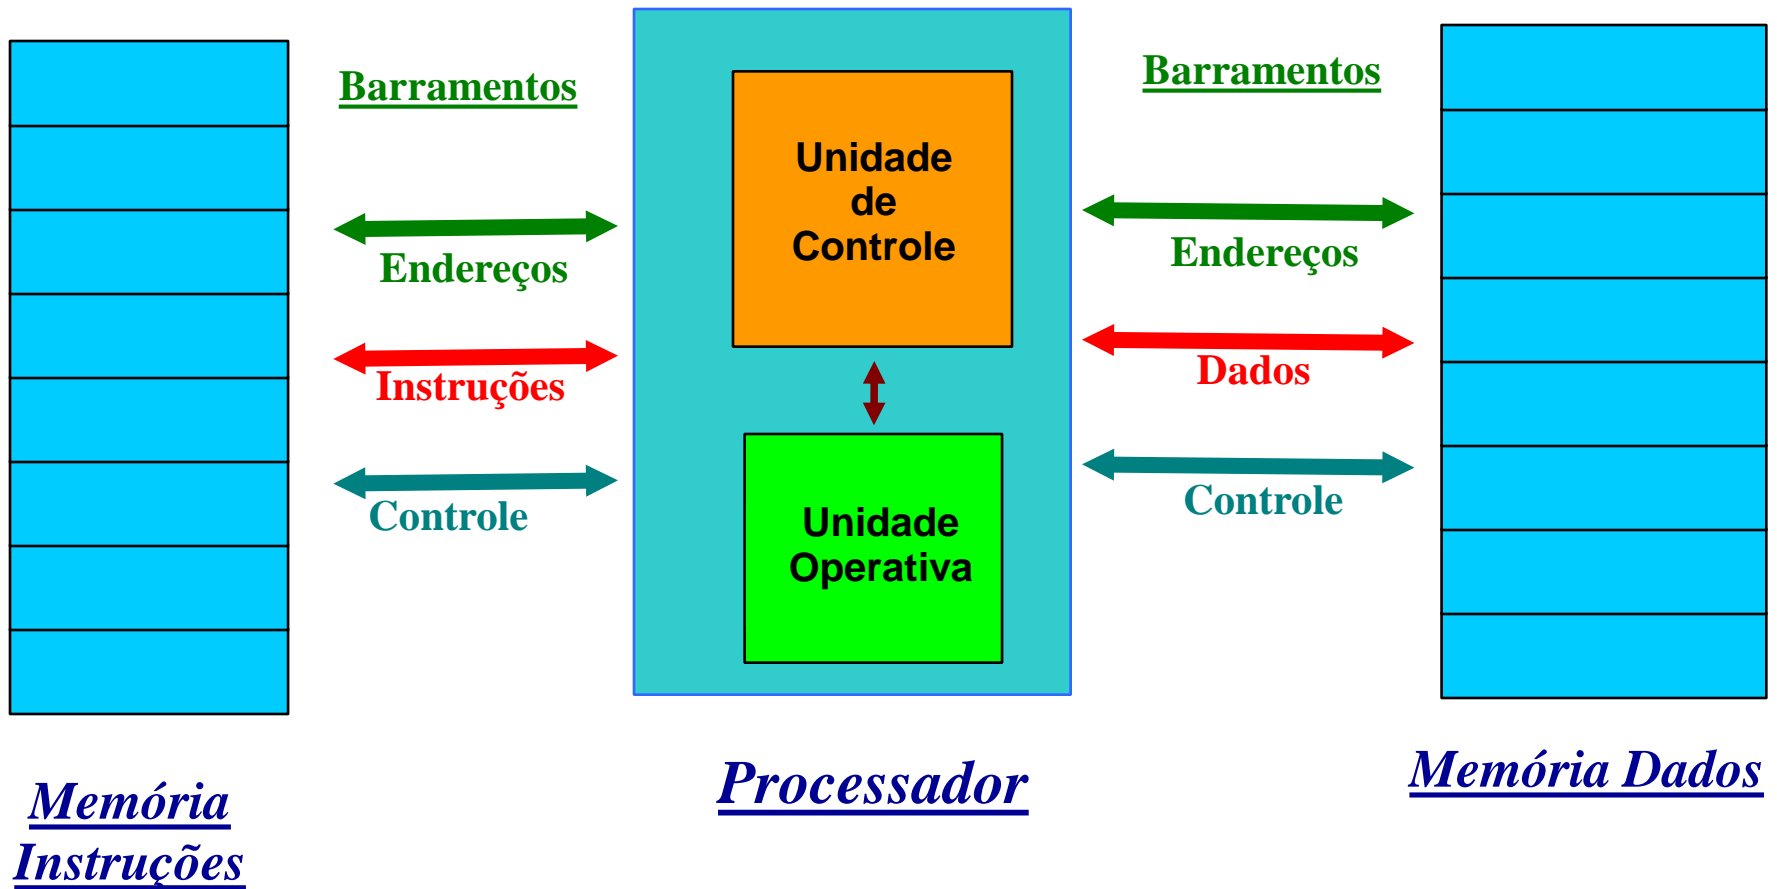 Barramentos
Endereços
Instruções
Controle
Memória
Instruções
Unidade
de
Controle
Unidade
Operativa
Processador
Barramentos
Endereços
Dados
Controle
Memória Dados